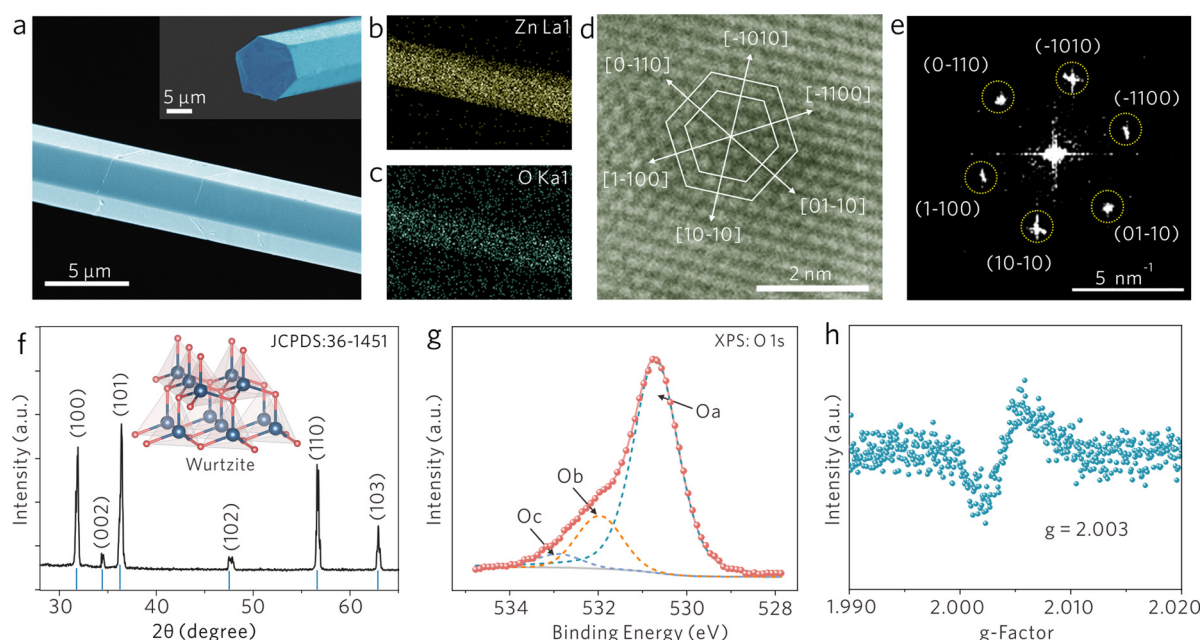 a
5 μm
5 μm
b
Zn La1
c
O Ka1
d
[-1010]
[0-110]
[-1100]
[1-100]
[01-10]
[10-10]
2 nm
e
(-1010)
(0-110)
(-1100)
(1-100)
(01-10)
(10-10)
5 nm⁻¹
f
JCPDS:36-1451
(100)
(002)
(101)
Wurtzite
(102)
(110)
(103)
Intensity (a.u.)
30
40
50
60
2θ (degree)
g
XPS: O 1s
Oa
Ob
Oc
Intensity (a.u.)
534
532
530
528
Binding Energy (eV)
h
g = 2.003
Intensity (a.u.)
1.990
2.000
2.010
2.020
g-Factor